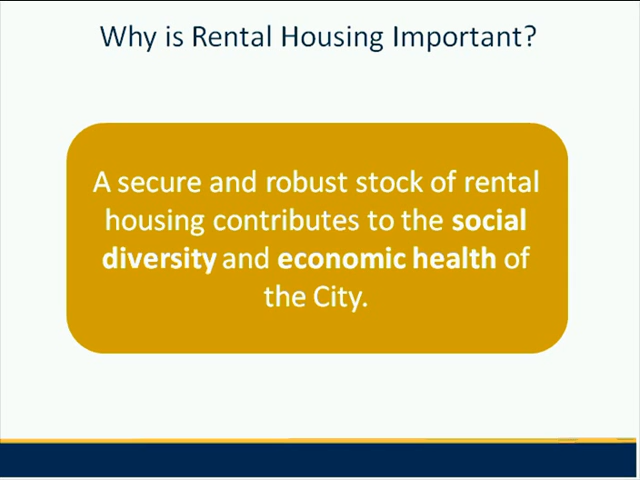 Why is Rental Housing Important?
A secure and robust stock of rental
housing contributes to the social
diversity and economic health of
the City.